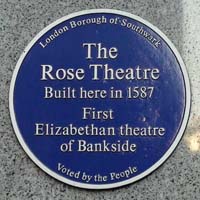 London Borough of Southwark
The
Rose Theatre
Built here in 1587
First
Elizabethan theatre
of Bankside
Voted by the People